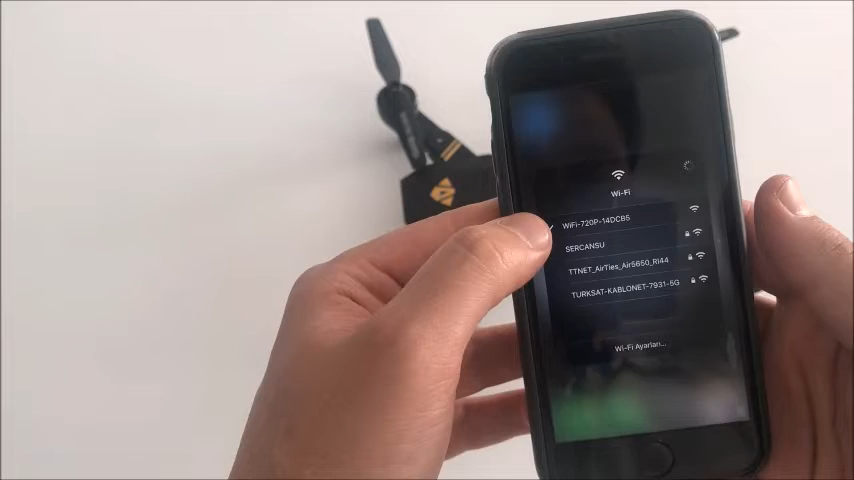 Wi-Fi
WiFi-720P-14DCB5
SERCANSU
TTNET_AirTies_Air5650_RI44
TURKSAT-KABLONET-7931-5G
Wi-Fi Ayarları...